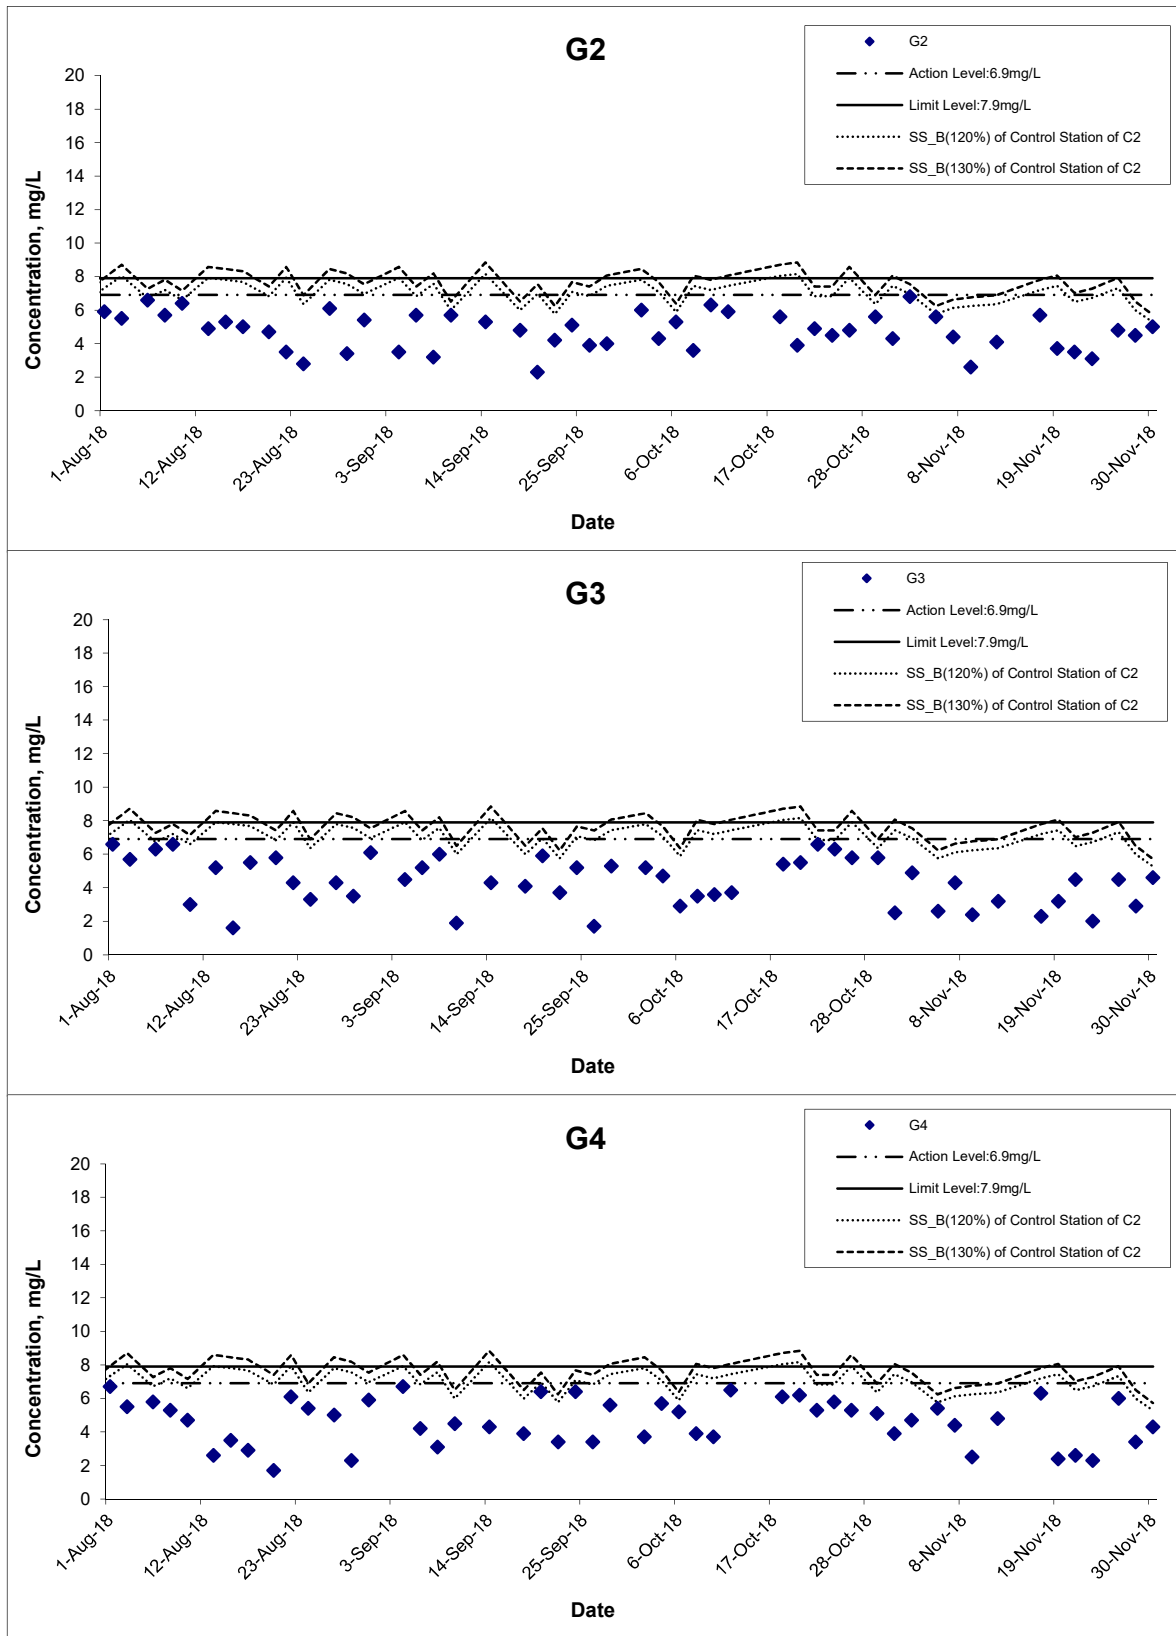 G2
G2
Action Level:6.9mg/L
Limit Level:7.9mg/L
SS_B(120%) of Control Station of C2
SS_B(130%) of Control Station of C2
Concentration, mg/L
20
18
16
14
12
10
8
6
4
2
0
1-Aug-18
12-Aug-18
23-Aug-18
3-Sep-18
14-Sep-18
25-Sep-18
6-Oct-18
17-Oct-18
28-Oct-18
8-Nov-18
19-Nov-18
30-Nov-18
Date
G3
G3
Action Level:6.9mg/L
Limit Level:7.9mg/L
SS_B(120%) of Control Station of C2
SS_B(130%) of Control Station of C2
Concentration, mg/L
20
18
16
14
12
10
8
6
4
2
0
1-Aug-18
12-Aug-18
23-Aug-18
3-Sep-18
14-Sep-18
25-Sep-18
6-Oct-18
17-Oct-18
28-Oct-18
8-Nov-18
19-Nov-18
30-Nov-18
Date
G4
G4
Action Level:6.9mg/L
Limit Level:7.9mg/L
SS_B(120%) of Control Station of C2
SS_B(130%) of Control Station of C2
Concentration, mg/L
20
18
16
14
12
10
8
6
4
2
0
1-Aug-18
12-Aug-18
23-Aug-18
3-Sep-18
14-Sep-18
25-Sep-18
6-Oct-18
17-Oct-18
28-Oct-18
8-Nov-18
19-Nov-18
30-Nov-18
Date